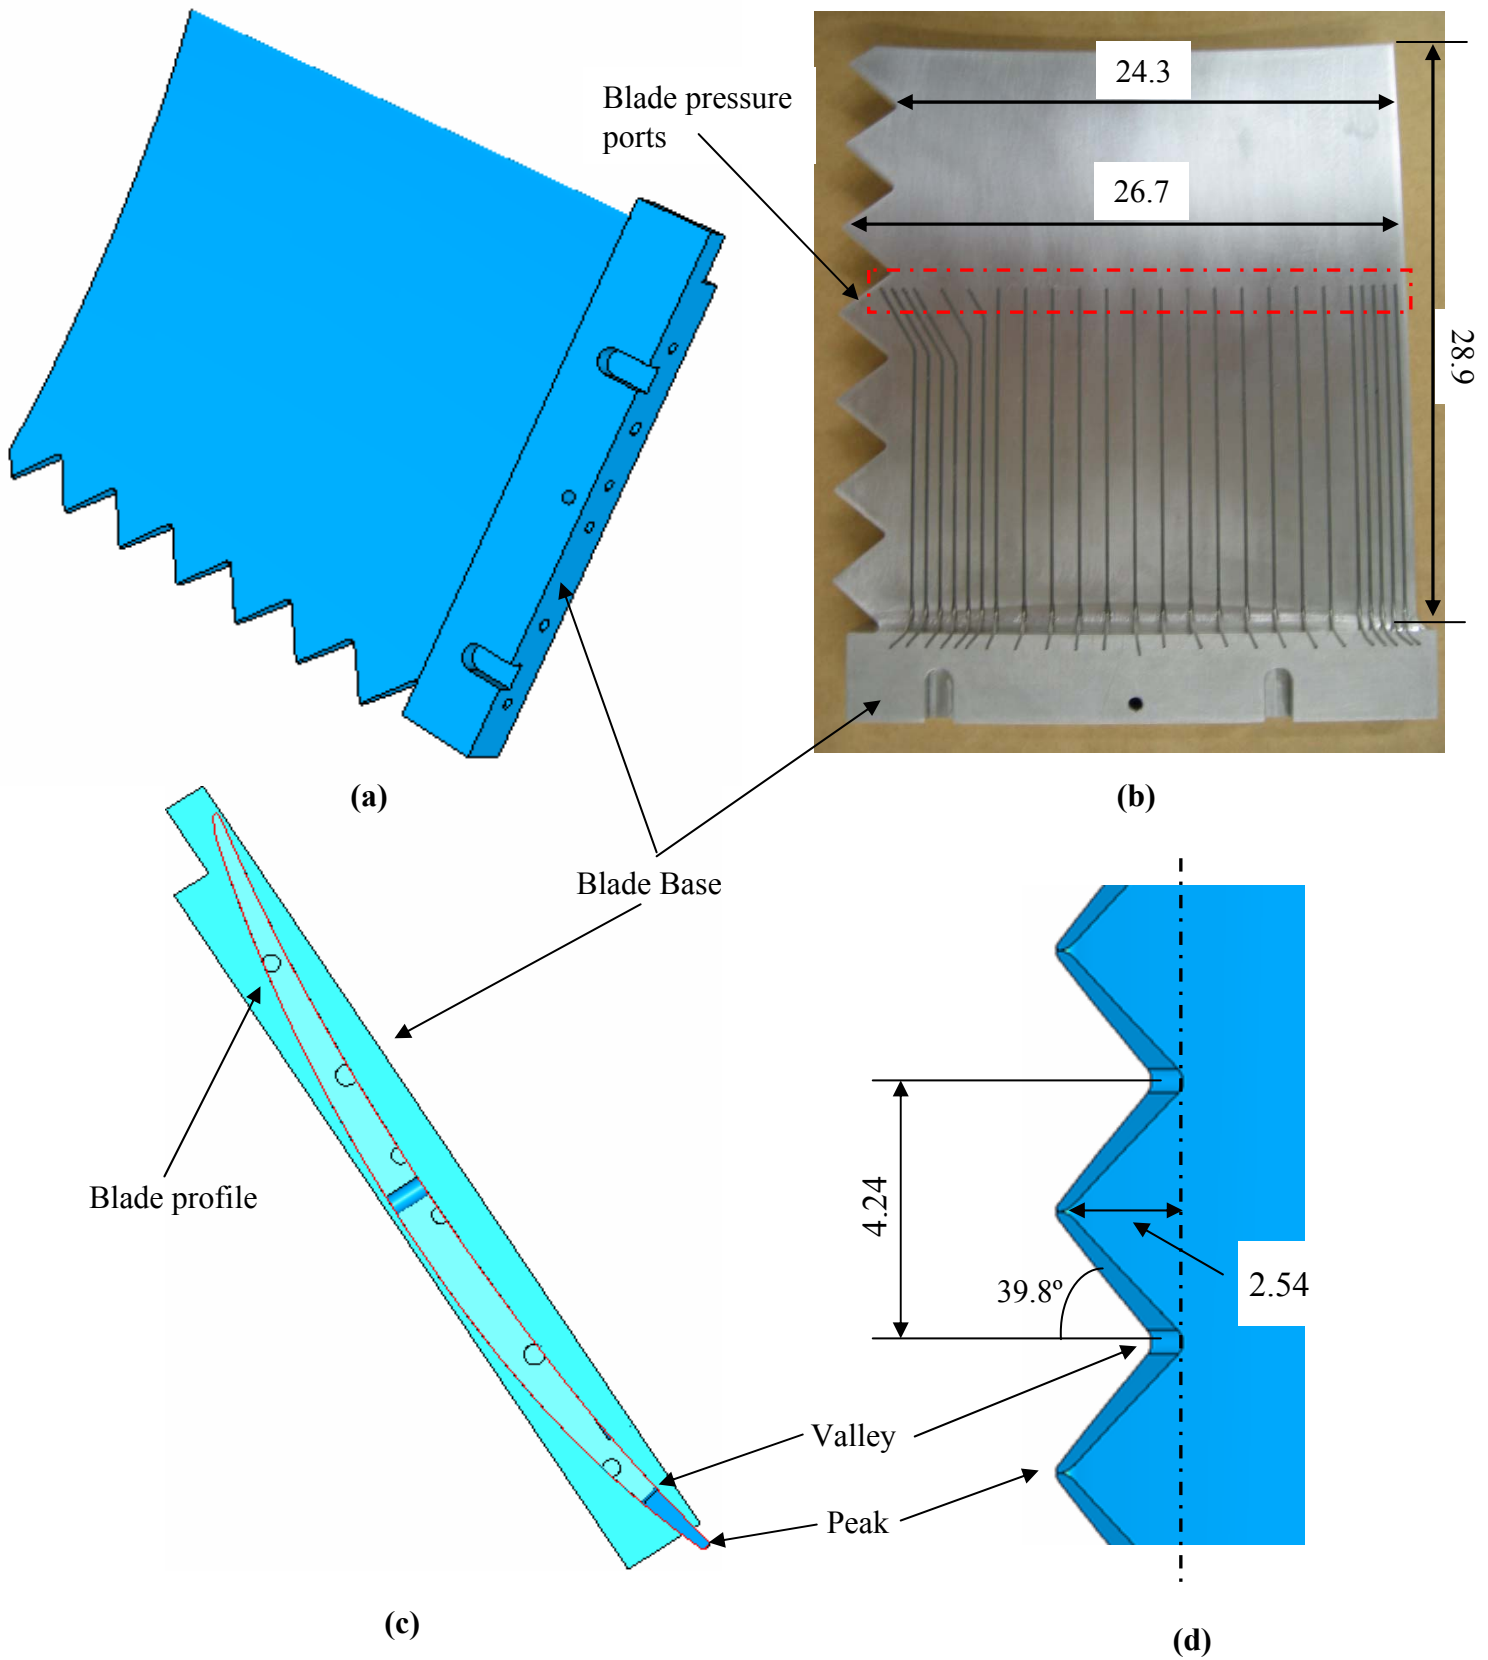 Blade pressure
ports
24.3
26.7
28.9
(a)
(b)
Blade Base
Blade profile
4.24
39.8º
2.54
Valley
Peak
(c)
(d)